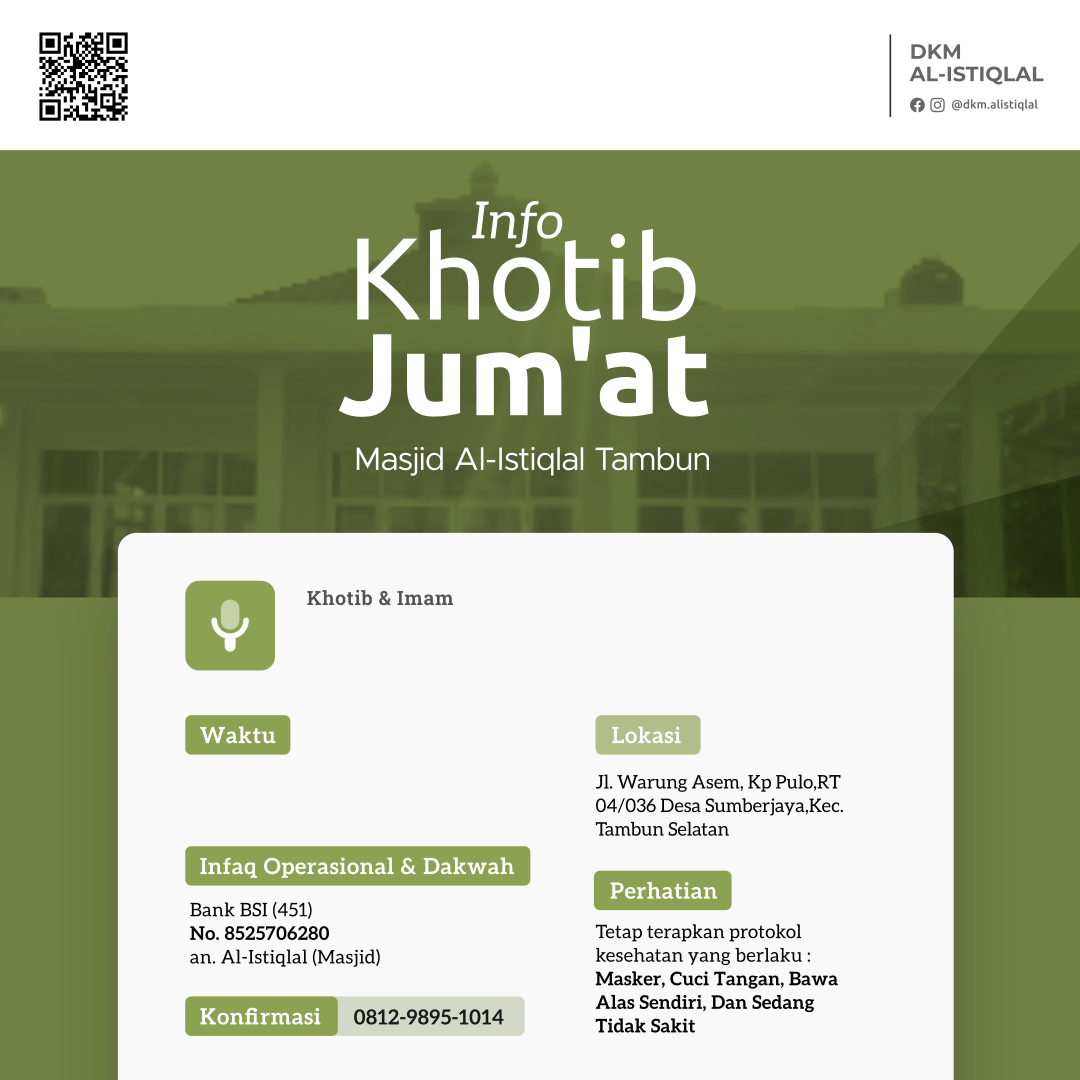 DKM
AL-ISTIQLAL
@dkm.alistiqlal
Info
Khotib
Jum'at
Masjid Al-Istiqlal Tambun
Khotib & Imam
Waktu
Lokasi
Jl. Warung Asem, Kp Pulo,RT
04/036 Desa Sumberjaya,Kec.
Tambun Selatan
Infaq Operasional & Dakwah
Bank BSI (451)
No. 8525706280
an. Al-Istiqlal (Masjid)
Konfirmasi 0812-9895-1014
Perhatian
Tetap terapkan protokol
kesehatan yang berlaku :
Masker, Cuci Tangan, Bawa
Alas Sendiri, Dan Sedang
Tidak Sakit